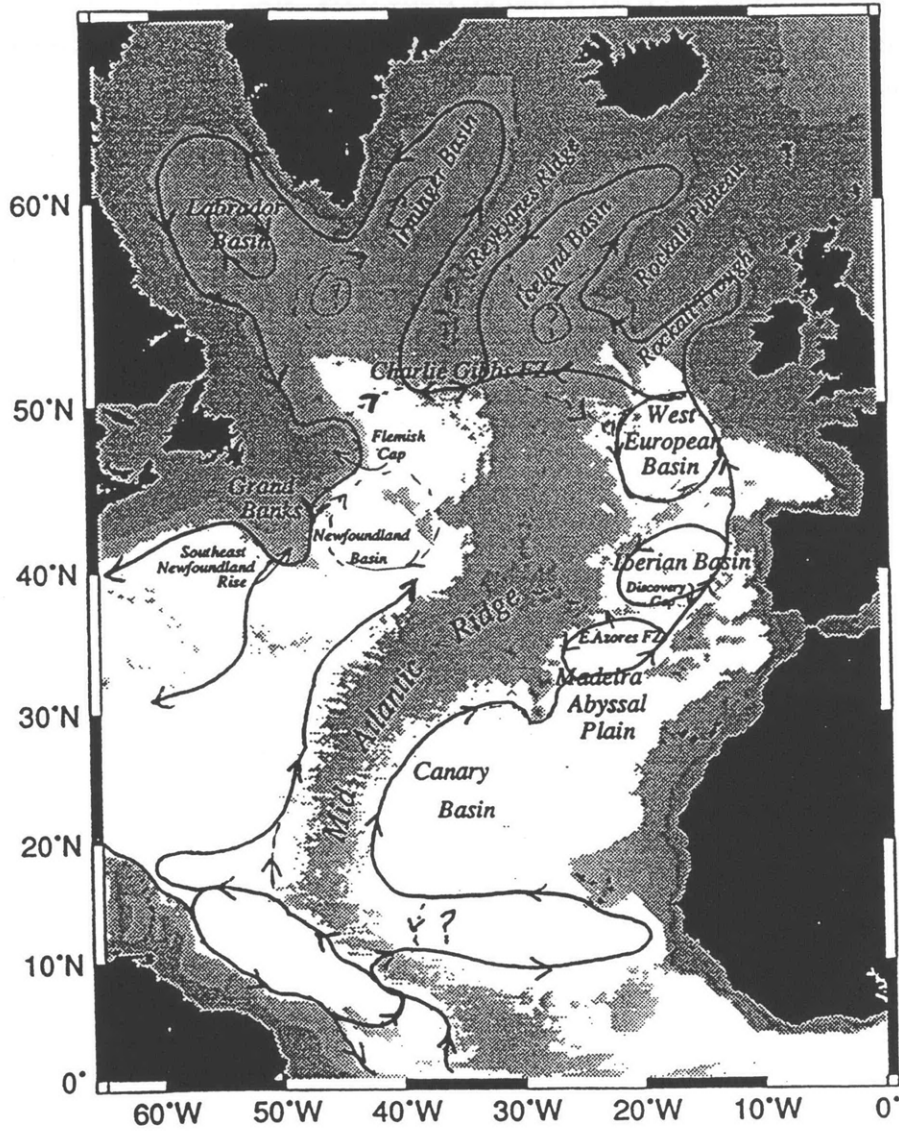 60°N
50°N
40°N
30°N
20°N
10°N
0°
60°W
50°W
40°W
30°W
20°W
10°W
0°
Labrador
Basin
Irminger Basin
Reykjanes Ridge
Iceland Basin
Rockall Plateau
Rockall Trough
?
?
Charlie Gibbs FZ
West
European
Basin
Flemish
Cap
Grand
Banks
Newfoundland
Basin
Southeast
Newfoundland
Rise
Iberian Basin
Discovery
Gap
E.Azores FZ
Madeira
Abyssal
Plain
Mid Atlantic Ridge
Canary
Basin
?